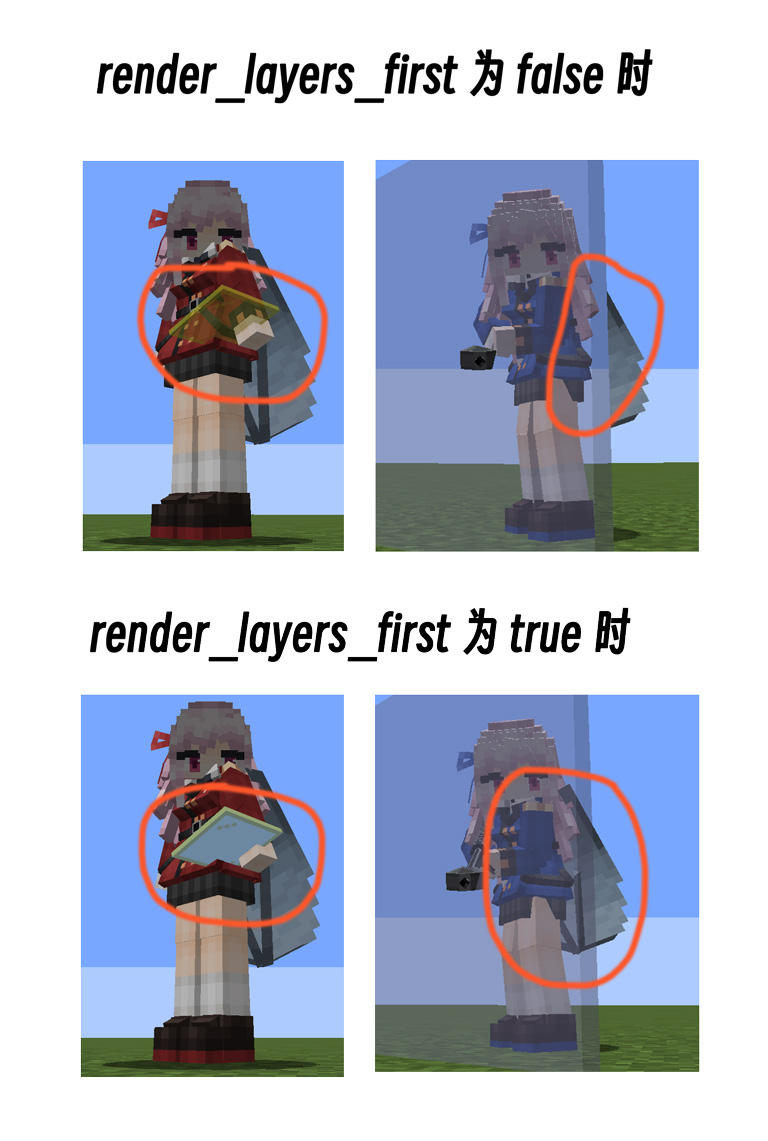 render_layers_first 为 false 时
render_layers_first 为 true 时